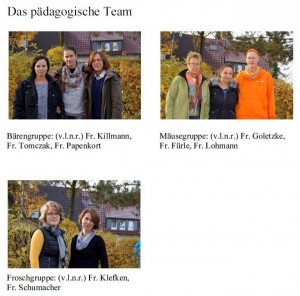 Das pädagogische Team
Bärengruppe: (v.l.n.r.) Fr. Killmann,
Fr. Tomczak, Fr. Papenkort
Mäusegruppe: (v.l.n.r.) Fr. Goletzke,
Fr. Fürle, Fr. Lohmann
Froschgruppe: (v.l.n.r.) Fr. Klefken,
Fr. Schumacher